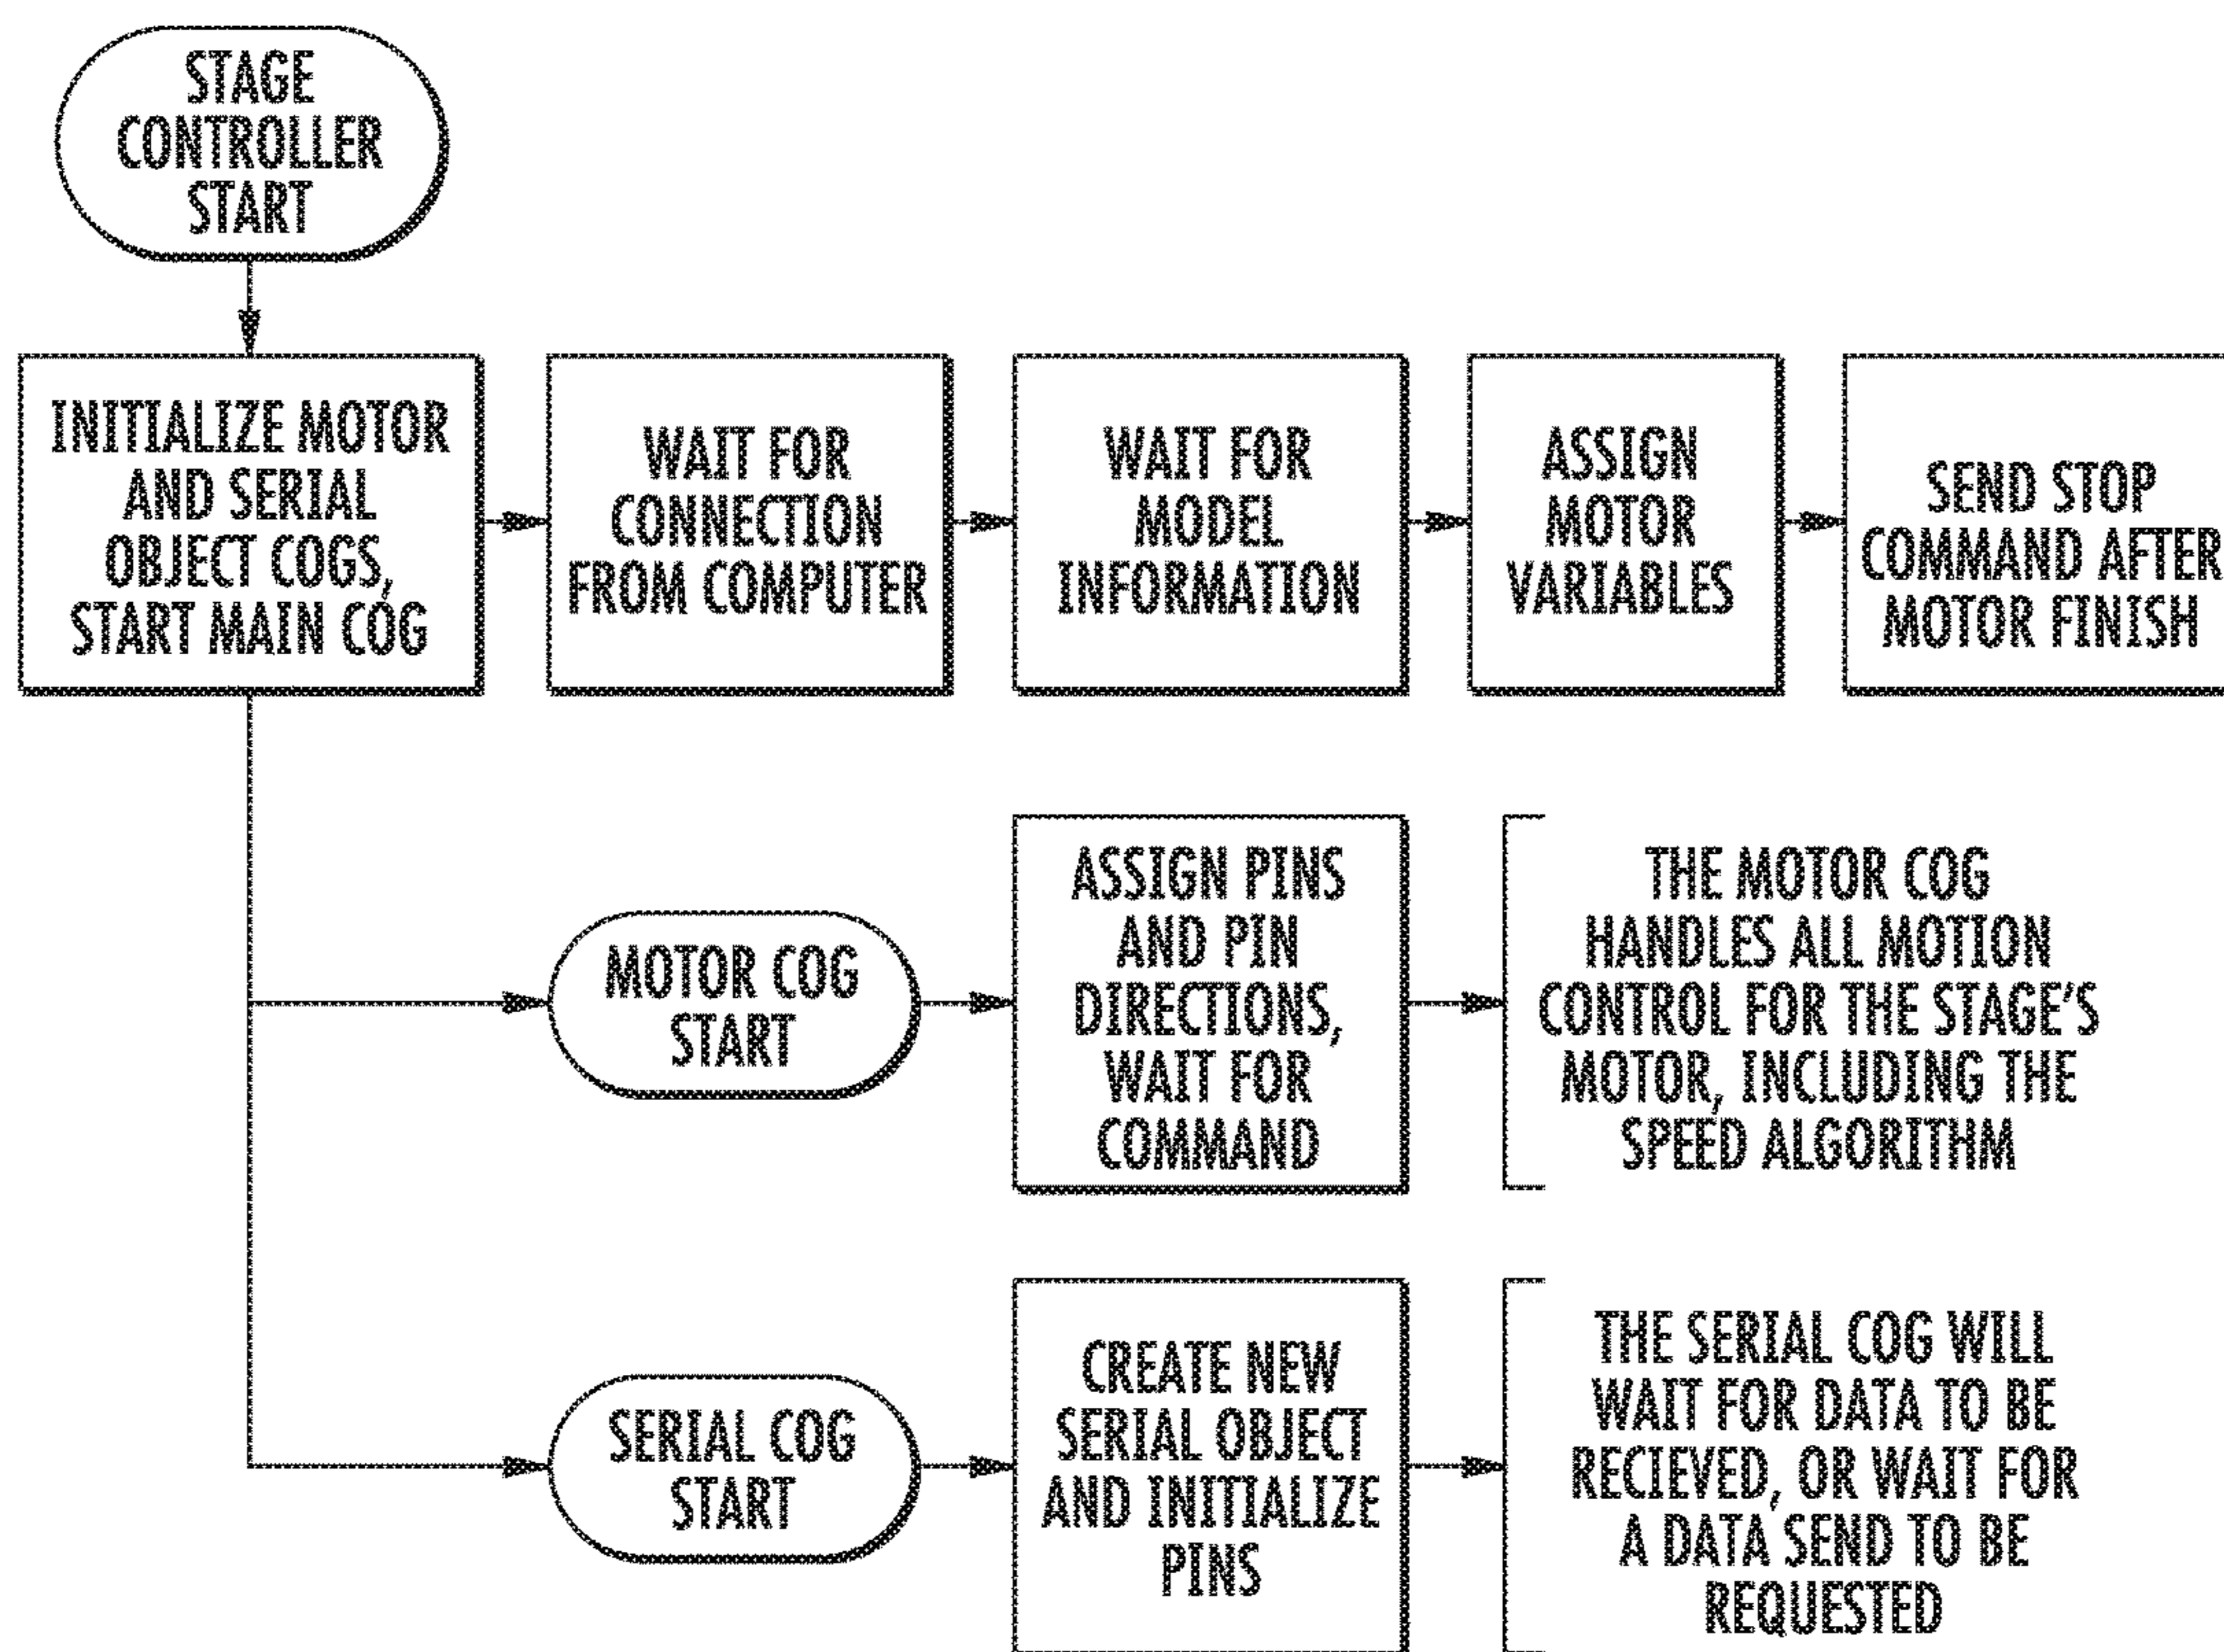 STAGE
CONTROLLER
START
INITIALIZE MOTOR
AND SERIAL
OBJECT COGS,
START MAIN COG
WAIT FOR
CONNECTION
FROM COMPUTER
WAIT FOR
MODEL
INFORMATION
ASSIGN
MOTOR
VARIABLES
SEND STOP
COMMAND AFTER
MOTOR FINISH
MOTOR COG
START
ASSIGN PINS
AND PIN
DIRECTIONS,
WAIT FOR
COMMAND
THE MOTOR COG
HANDLES ALL MOTION
CONTROL FOR THE STAGE'S
MOTOR, INCLUDING THE
SPEED ALGORITHM
SERIAL COG
START
CREATE NEW
SERIAL OBJECT
AND INITIALIZE
PINS
THE SERIAL COG WILL
WAIT FOR DATA TO BE
RECIEVED, OR WAIT FOR
A DATA SEND TO BE
REQUESTED